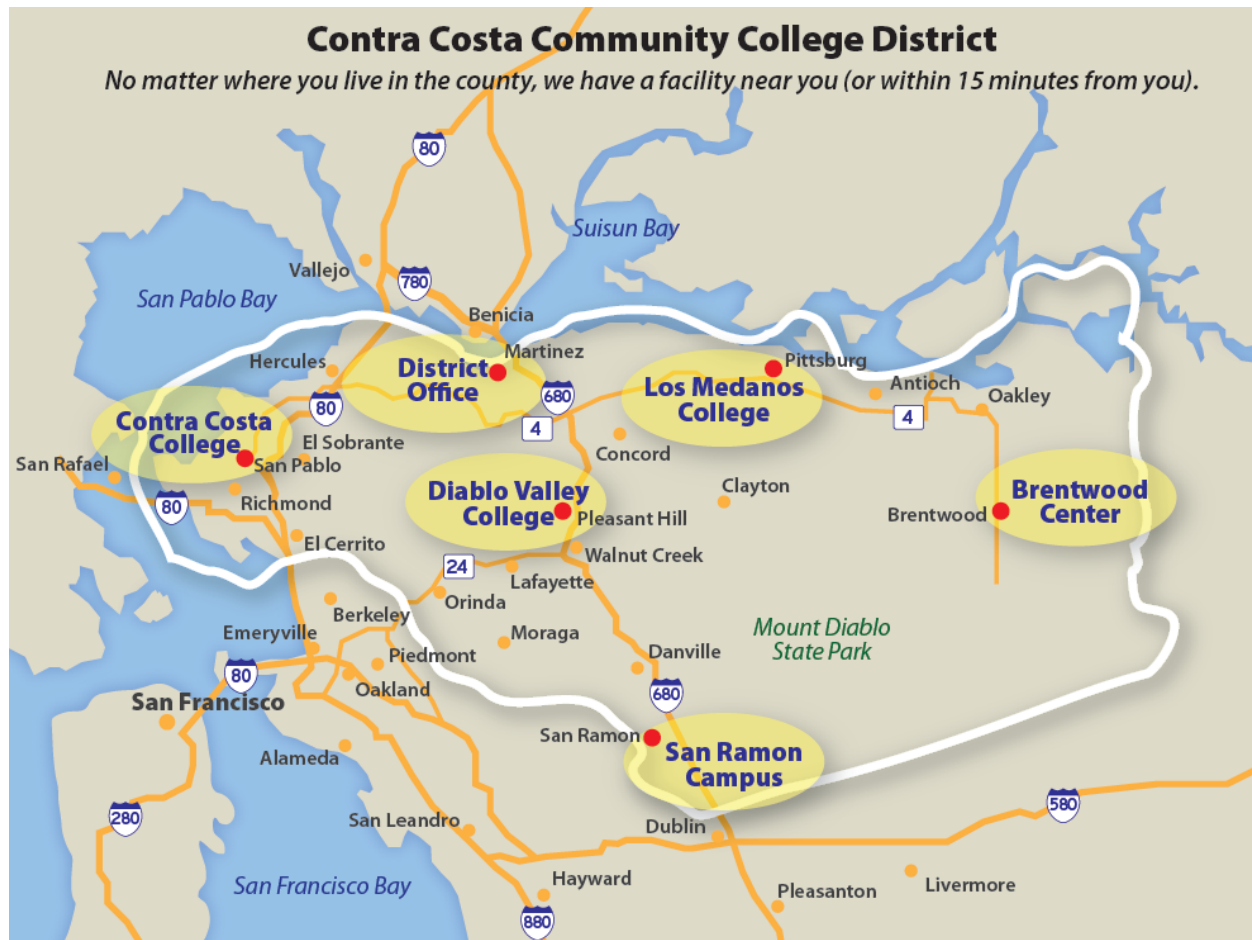 Contra Costa Community College District
No matter where you live in the county, we have a facility near you (or within 15 minutes from you).
80
Suisun Bay
Vallejo
780
San Pablo Bay
Benicia
Hercules
Martinez
District
Office
680
Pittsburg
Los Medanos
College
Antioch
4
Oakley
80
4
Contra Costa
College
El Sobrante
San Pablo
San Rafael
Concord
Richmond
80
Diablo Valley
College
Pleasant Hill
Clayton
Brentwood
Brentwood
Center
El Cerrito
Walnut Creek
24
Lafayette
Orinda
Berkeley
Emeryville
Moraga
Mount Diablo
State Park
Piedmont
Danville
80
Oakland
680
San Francisco
San Ramon
San Ramon
Campus
Alameda
280
San Leandro
Dublin
580
San Francisco Bay
Hayward
Pleasanton
Livermore
880